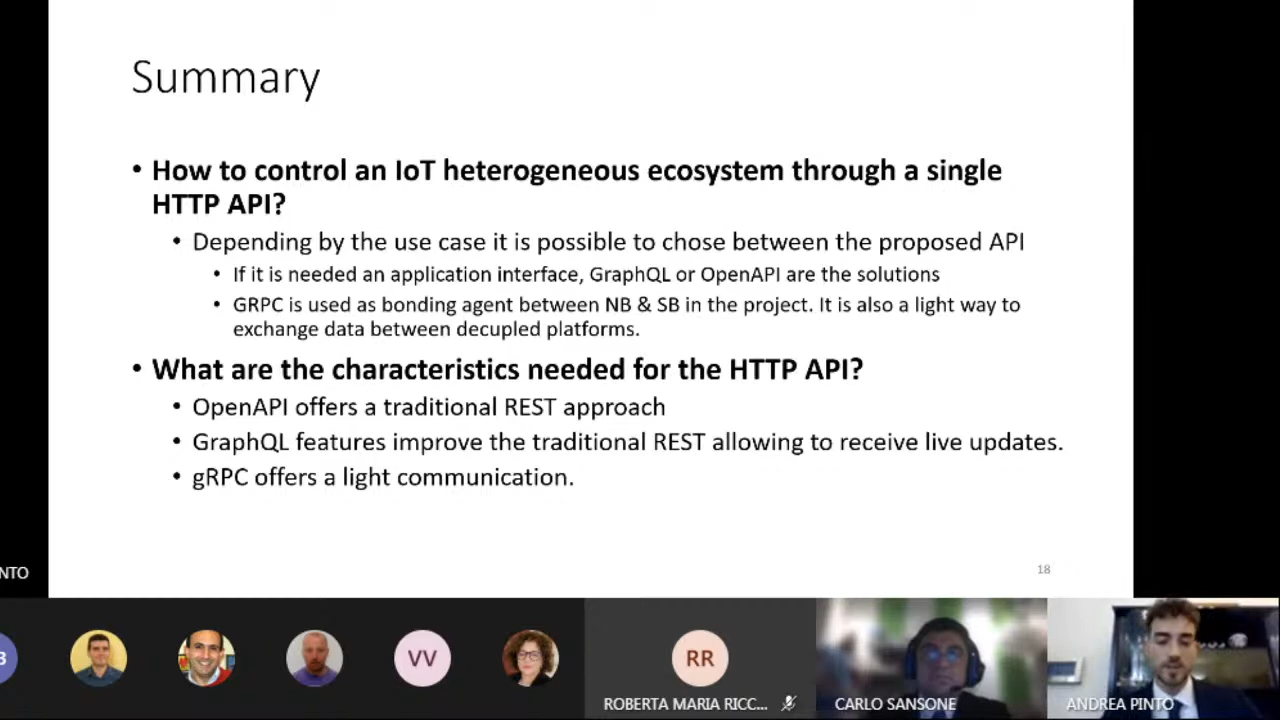 Summary
• How to control an IoT heterogeneous ecosystem through a single
HTTP API?
• Depending by the use case it is possible to chose between the proposed API
• If it is needed an application interface, GraphQL or OpenAPI are the solutions
• GRPC is used as bonding agent between NB & SB in the project. It is also a light way to
exchange data between decupled platforms.
• What are the characteristics needed for the HTTP API?
• OpenAPI offers a traditional REST approach
• GraphQL features improve the traditional REST allowing to receive live updates.
• gRPC offers a light communication.
18
NTO
B
VV
RR
ROBERTA MARIA RICC...
CARLO SANSONE
ANDREA PINTO